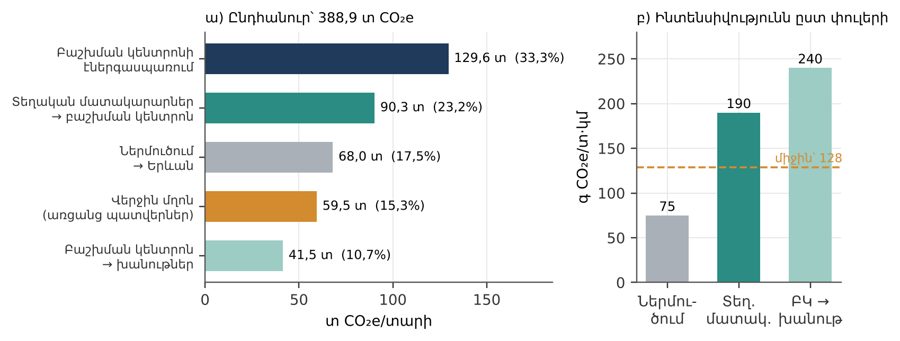 ա) Ընդհանուր՝ 388,9 տ CO₂e
Բաշխման կենտրոնի
էներգասպառում
129,6 տ (33,3%)
Տեղական մատակարարներ
→ բաշխման կենտրոն
90,3 տ (23,2%)
Ներմուծում
→ Երևան
68,0 տ (17,5%)
Վերջին մղոն
(առցանց պատվերներ)
59,5 տ (15,3%)
Բաշխման կենտրոն
→ խանութներ
41,5 տ (10,7%)
0 50 100 150
տ CO₂e/տարի
բ) Ինտենսիվությունն ըստ փուլերի
գ CO₂e/տ·կմ
250
200
150
100
50
0
75
190
240
միջին՝ 128
Ներմու-
ծում
Տեղ.
մատակ.
ԲԿ →
խանութ